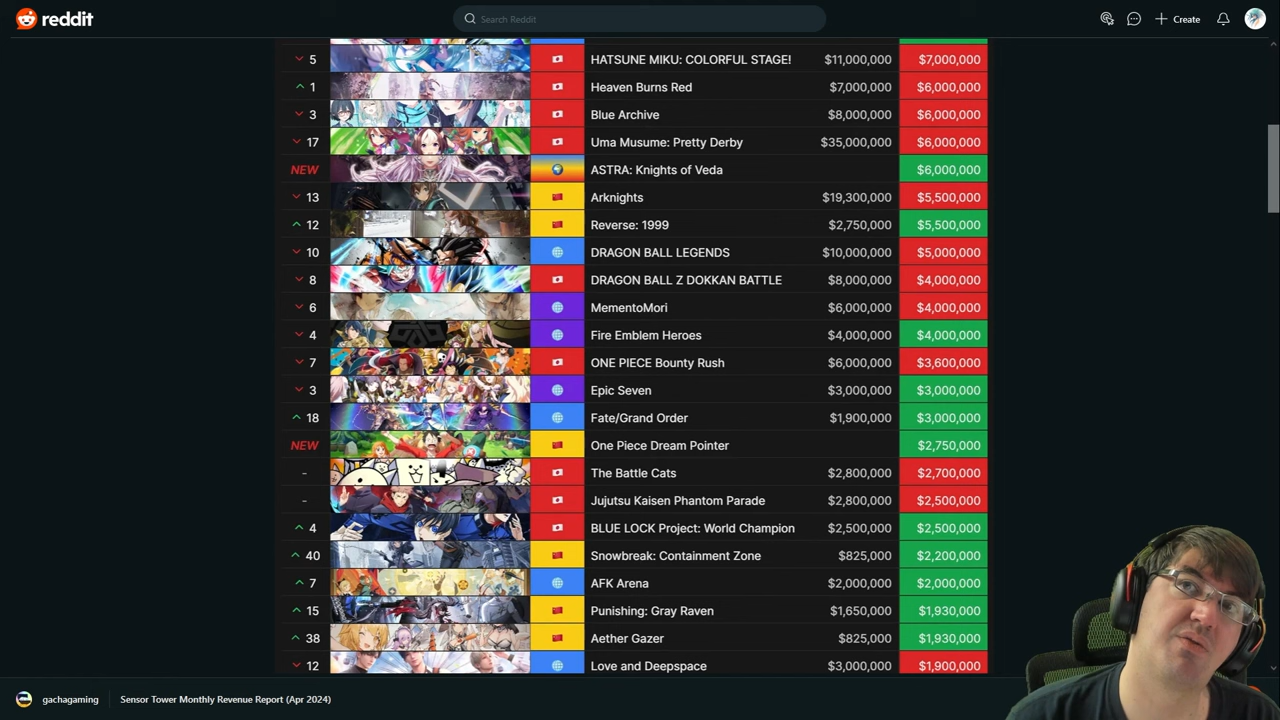 reddit
Search Reddit
Create
5 HATSUNE MIKU: COLORFUL STAGE! $11,000,000 $7,000,000
1 Heaven Burns Red $7,000,000 $6,000,000
3 Blue Archive $8,000,000 $6,000,000
17 Uma Musume: Pretty Derby $35,000,000 $6,000,000
NEW ASTRA: Knights of Veda $6,000,000
13 Arknights $19,300,000 $5,500,000
12 Reverse: 1999 $2,750,000 $5,500,000
10 DRAGON BALL LEGENDS $10,000,000 $5,000,000
8 DRAGON BALL Z DOKKAN BATTLE $8,000,000 $4,000,000
6 MementoMori $6,000,000 $4,000,000
4 Fire Emblem Heroes $4,000,000 $4,000,000
7 ONE PIECE Bounty Rush $6,000,000 $3,600,000
3 Epic Seven $3,000,000 $3,000,000
18 Fate/Grand Order $1,900,000 $3,000,000
NEW One Piece Dream Pointer $2,750,000
- The Battle Cats $2,800,000 $2,700,000
- Jujutsu Kaisen Phantom Parade $2,800,000 $2,500,000
4 BLUE LOCK Project: World Champion $2,500,000 $2,500,000
40 Snowbreak: Containment Zone $825,000 $2,200,000
7 AFK Arena $2,000,000 $2,000,000
15 Punishing: Gray Raven $1,650,000 $1,930,000
38 Aether Gazer $825,000 $1,930,000
12 Love and Deepspace $3,000,000 $1,900,000
gachagaming Sensor Tower Monthly Revenue Report (Apr 2024)